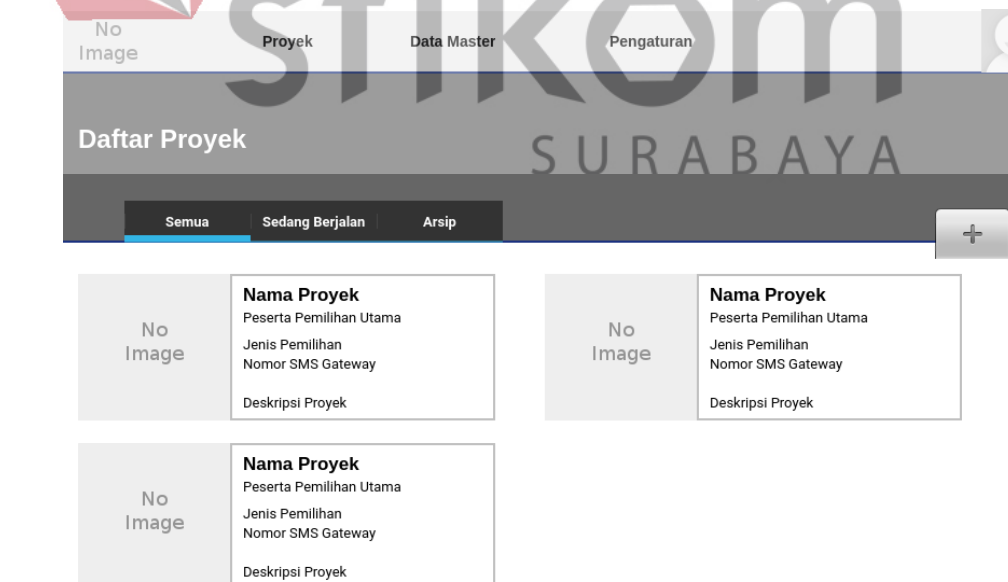 stikom
SURABAYA
No
Image
Proyek
Data Master
Pengaturan
Daftar Proyek
Semua
Sedang Berjalan
Arsip
No
Image
Nama Proyek
Peserta Pemilihan Utama
Jenis Pemilihan
Nomor SMS Gateway
Deskripsi Proyek
No
Image
Nama Proyek
Peserta Pemilihan Utama
Jenis Pemilihan
Nomor SMS Gateway
Deskripsi Proyek
No
Image
Nama Proyek
Peserta Pemilihan Utama
Jenis Pemilihan
Nomor SMS Gateway
Deskripsi Proyek